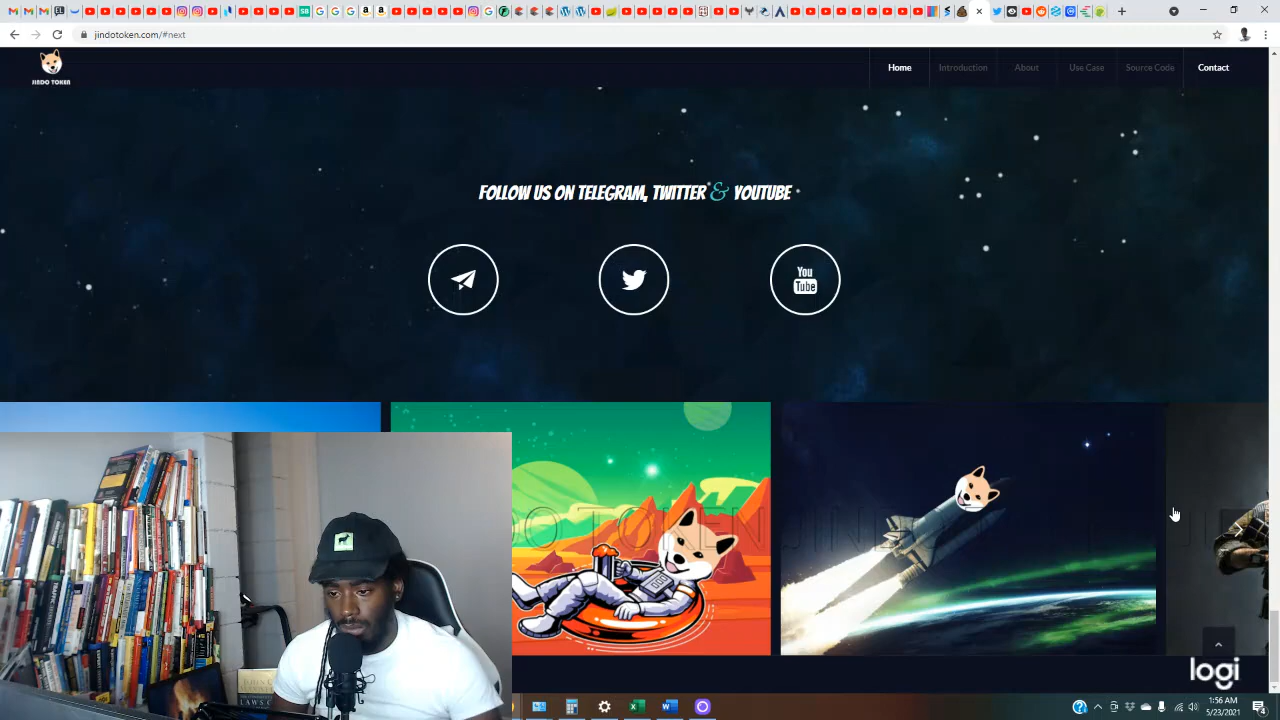 jindotoken.com/#next
JINDO TOKEN
Home
Introduction
About
Use Case
Source Code
Contact
FOLLOW US ON TELEGRAM, TWITTER & YOUTUBE
You
Tube
logi
1:56 AM
5/23/2021